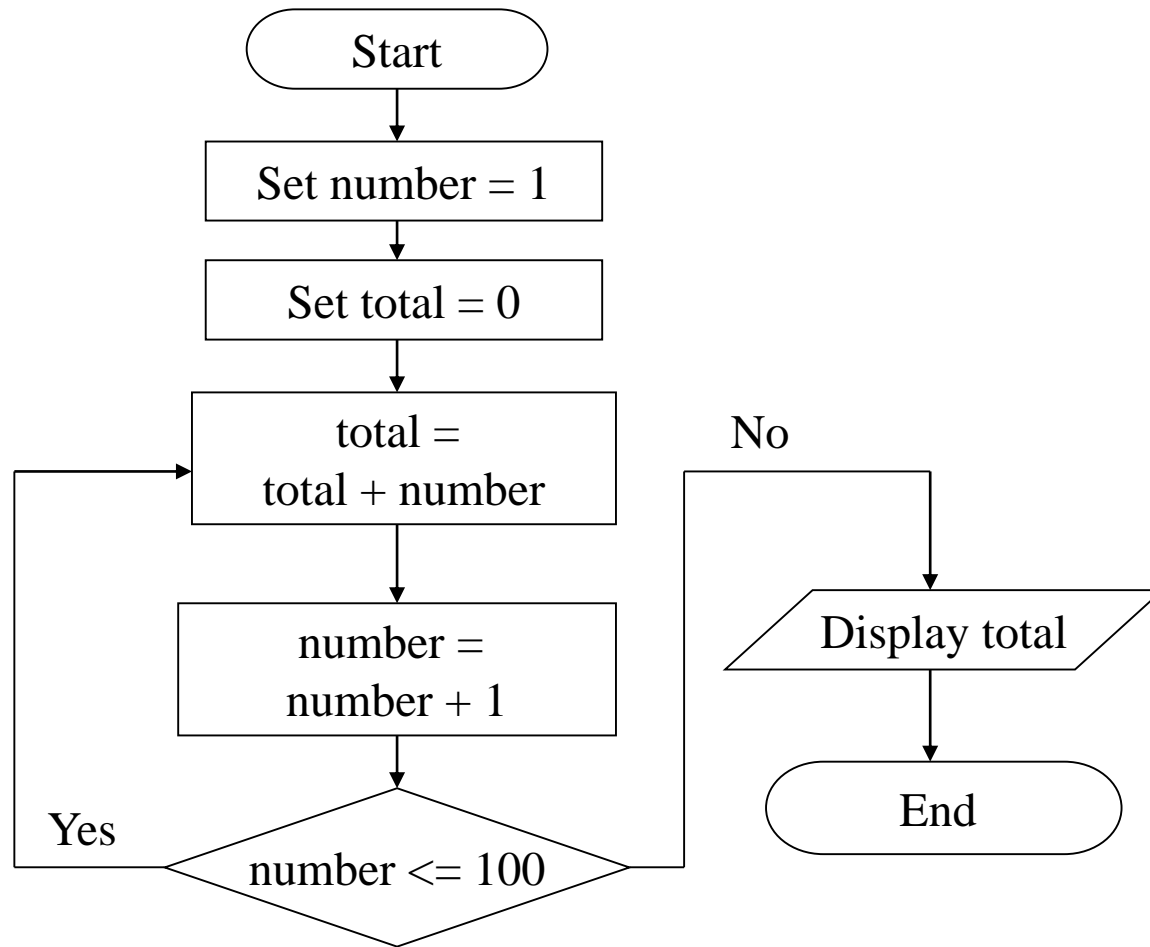 Start
Set number = 1
Set total = 0
total =
total + number
number =
number + 1
number <= 100
Yes
No
Display total
End